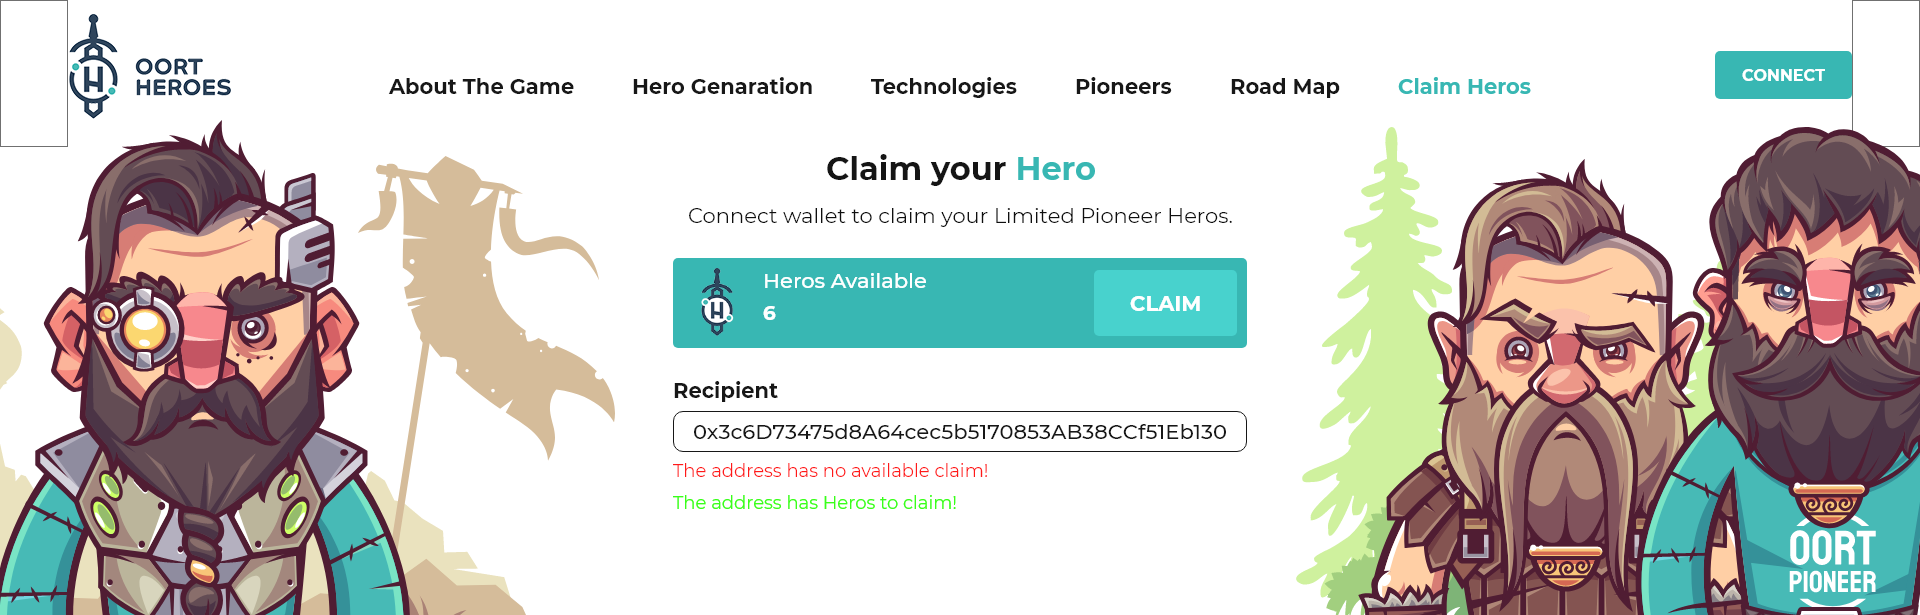 OORT
HEROES
About The Game
Hero Genaration
Technologies
Pioneers
Road Map
Claim Heros
CONNECT
Claim your Hero
Connect wallet to claim your Limited Pioneer Heros.
Heros Available
6
CLAIM
Recipient
0x3c6D73475d8A64cec5b5170853AB38CCf51Eb130
The address has no available claim!
The address has Heros to claim!
OORT
PIONEER